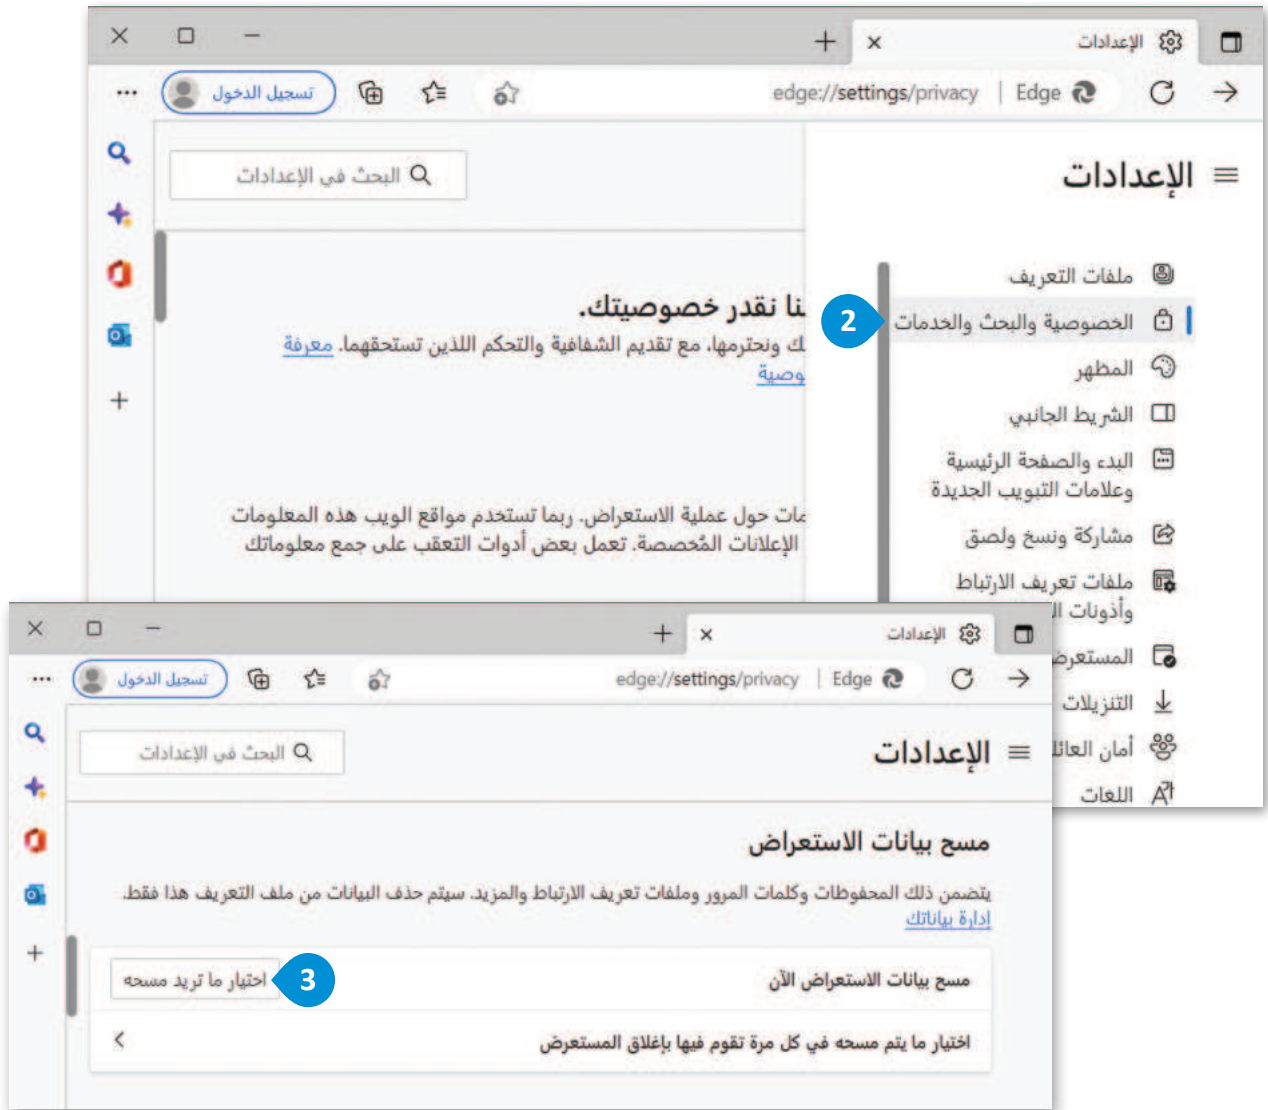 الإعدادات
edge://settings/privacy | Edge
تسجيل الدخول
الإعدادات
البحث في الإعدادات
ملفات التعريف
الخصوصية والبحث والخدمات
2
المظهر
الشريط الجانبي
البدء والصفحة الرئيسية
وعلامات التبويب الجديدة
مشاركة ونسخ ولصق
ملفات تعريف الارتباط
وأذونات
المستعرض
التنزيلات
أمان
اللغات
نقدر خصوصيتك.
ونحترمها، مع تقديم الشفافية والتحكم اللذين تستحقهما. معرفة
حول عملية الاستعراض. ربما تستخدم مواقع الويب هذه المعلومات
الإعلانات المُخصصة. تعمل بعض أدوات التعقب على جمع معلوماتك
الإعدادات
edge://settings/privacy | Edge
تسجيل الدخول
الإعدادات
البحث في الإعدادات
مسح بيانات الاستعراض
يتضمن ذلك المحفوظات وكلمات المرور وملفات تعريف الارتباط والمزيد. سيتم حذف البيانات من ملف التعريف هذا فقط.
إدارة بياناتك
مسح بيانات الاستعراض الآن
3
اختيار ما تريد مسحه
اختيار ما يتم مسحه في كل مرة تقوم فيها بإغلاق المستعرض